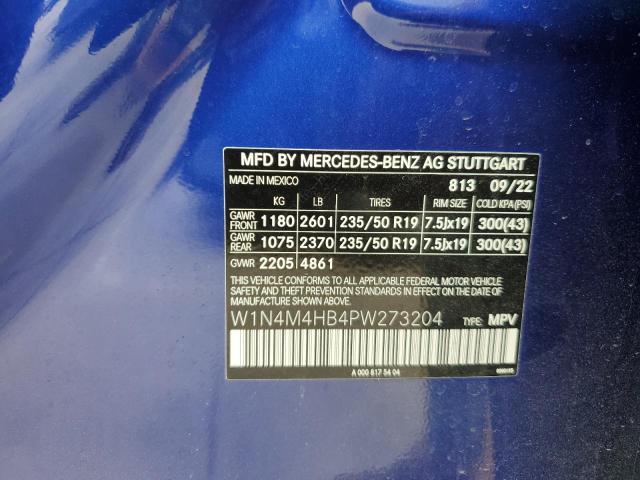 MFD BY MERCEDES-BENZ AG STUTTGART
MADE IN MEXICO 813 09/22
KG LB TIRES RIM SIZE COLD KPA(PSI)
GAWR FRONT 1180 2601 235/50 R19 7.5Jx19 300(43)
GAWR REAR 1075 2370 235/50 R19 7.5Jx19 300(43)
GVWR 2205 4861
THIS VEHICLE CONFORMS TO ALL APPLICABLE FEDERAL MOTOR VEHICLE
SAFETY AND THEFT PREVENTION STANDARDS IN EFFECT ON THE DATE
OF MANUFACTURE SHOWN ABOVE.
W1N4M4HB4PW273204 TYPE: MPV
A 000 817 54 04